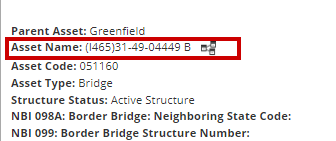 Parent Asset: Greenfield
Asset Name: (I465)31-49-04449 B
Asset Code: 051160
Asset Type: Bridge
Structure Status: Active Structure
NBI 098A: Border Bridge: Neighboring State Code:
NBI 099: Border Bridge Structure Number: